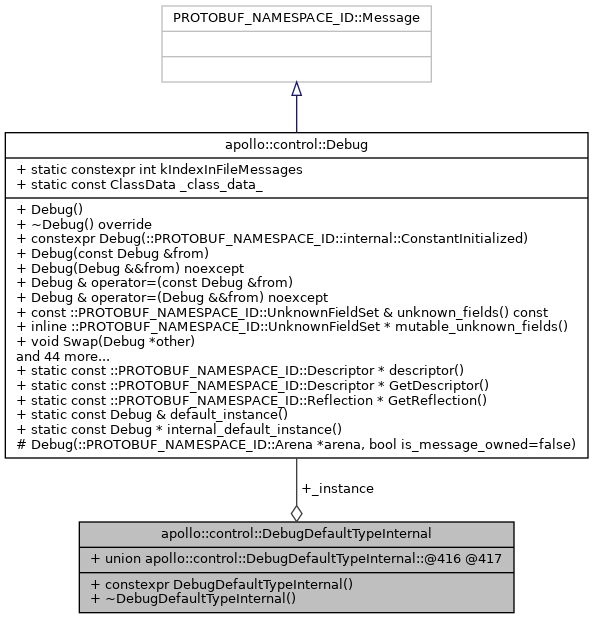 PROTOBUF_NAMESPACE_ID::Message
apollo::control::Debug
+ static constexpr int kIndexInFileMessages
+ static const ClassData _class_data_
+ Debug()
+ ~Debug() override
+ constexpr Debug(::PROTOBUF_NAMESPACE_ID::internal::ConstantInitialized)
+ Debug(const Debug &from)
+ Debug(Debug &&from) noexcept
+ Debug & operator=(const Debug &from)
+ Debug & operator=(Debug &&from) noexcept
+ const ::PROTOBUF_NAMESPACE_ID::UnknownFieldSet & unknown_fields() const
+ inline ::PROTOBUF_NAMESPACE_ID::UnknownFieldSet * mutable_unknown_fields()
+ void Swap(Debug *other)
and 44 more...
+ static const ::PROTOBUF_NAMESPACE_ID::Descriptor * descriptor()
+ static const ::PROTOBUF_NAMESPACE_ID::Descriptor * GetDescriptor()
+ static const ::PROTOBUF_NAMESPACE_ID::Reflection * GetReflection()
+ static const Debug & default_instance()
+ static const Debug * internal_default_instance()
# Debug(::PROTOBUF_NAMESPACE_ID::Arena *arena, bool is_message_owned=false)
+_instance
apollo::control::DebugDefaultTypeInternal
+ union apollo::control::DebugDefaultTypeInternal::@416 @417
+ constexpr DebugDefaultTypeInternal()
+ ~DebugDefaultTypeInternal()